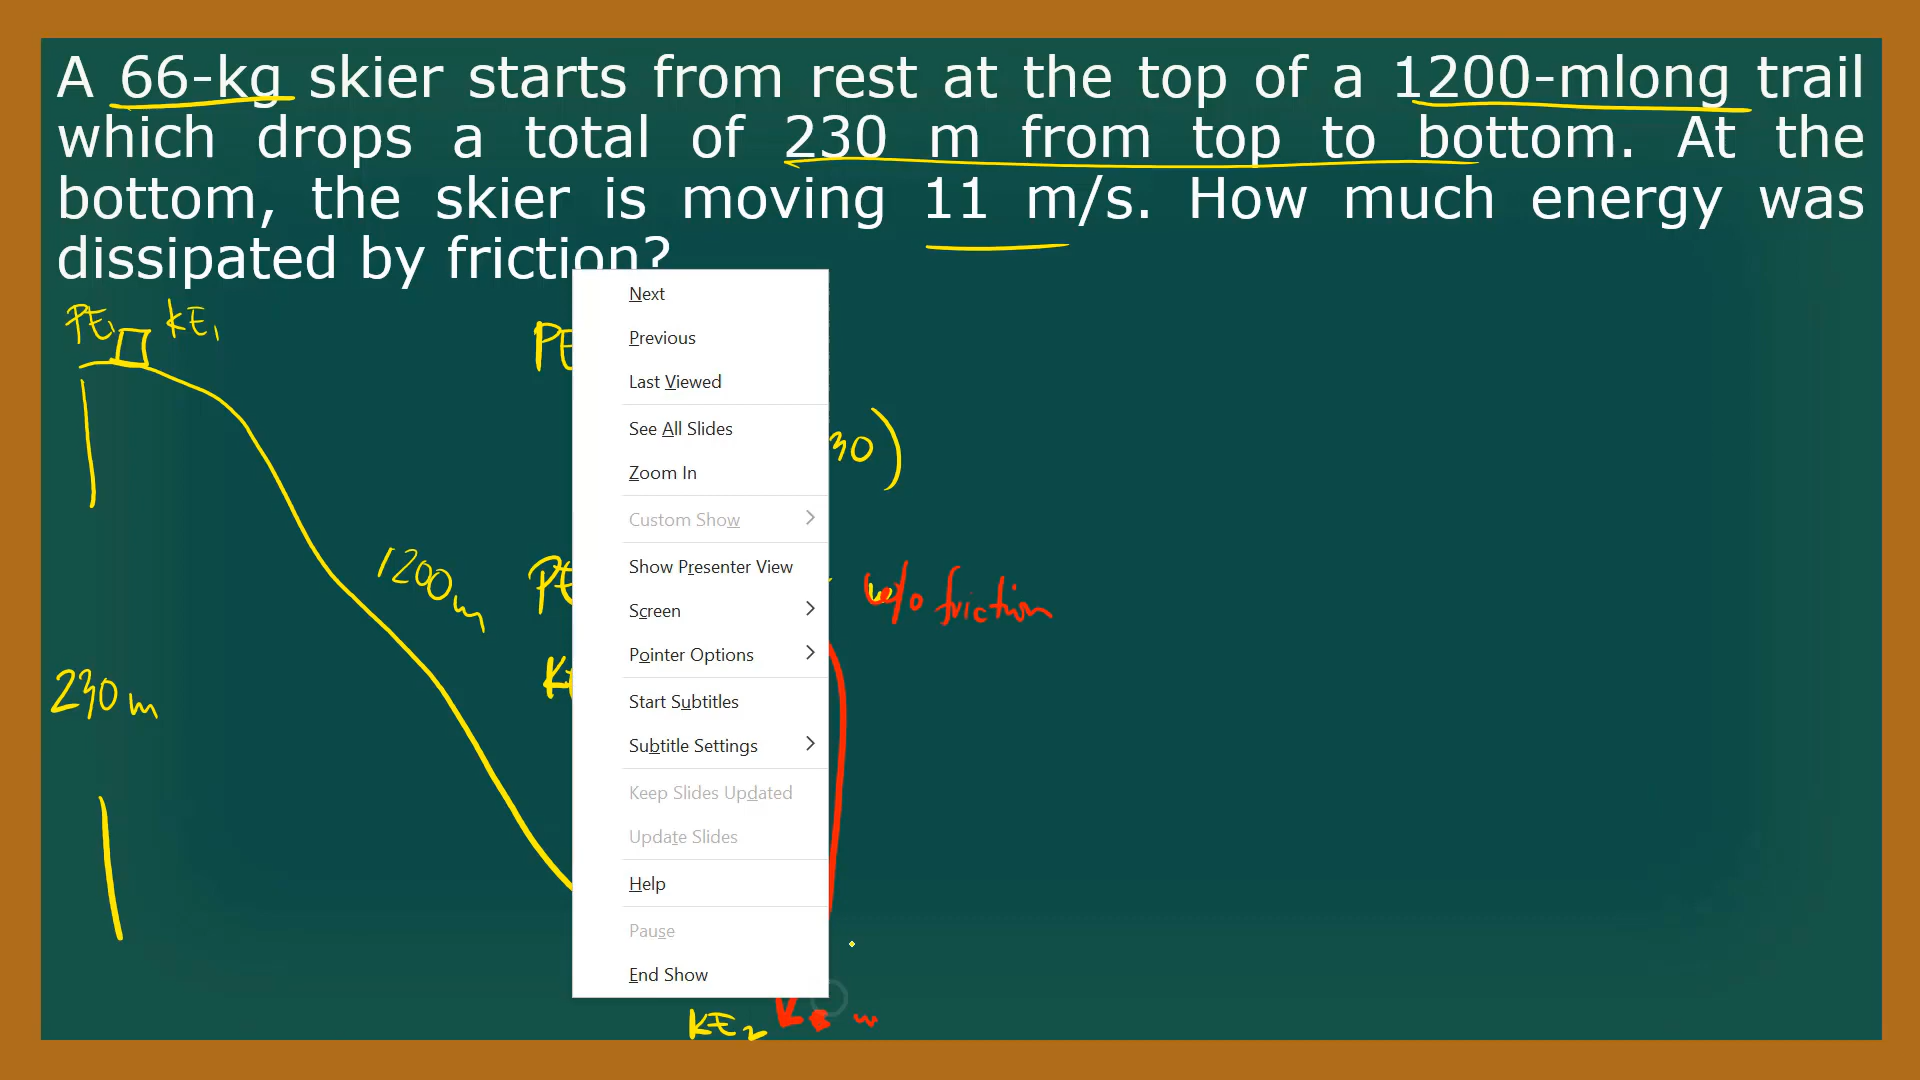 A 66-kg skier starts from rest at the top of a 1200-mlong trail
which drops a total of 230 m from top to bottom. At the
bottom, the skier is moving 11 m/s. How much energy was
dissipated by friction?
PE1 KE1
PE
30)
1200m
PE
w/o friction
230 m
KE2
Next
Previous
Last Viewed
See All Slides
Zoom In
Custom Show
Show Presenter View
Screen
Pointer Options
Start Subtitles
Subtitle Settings
Keep Slides Updated
Update Slides
Help
Pause
End Show